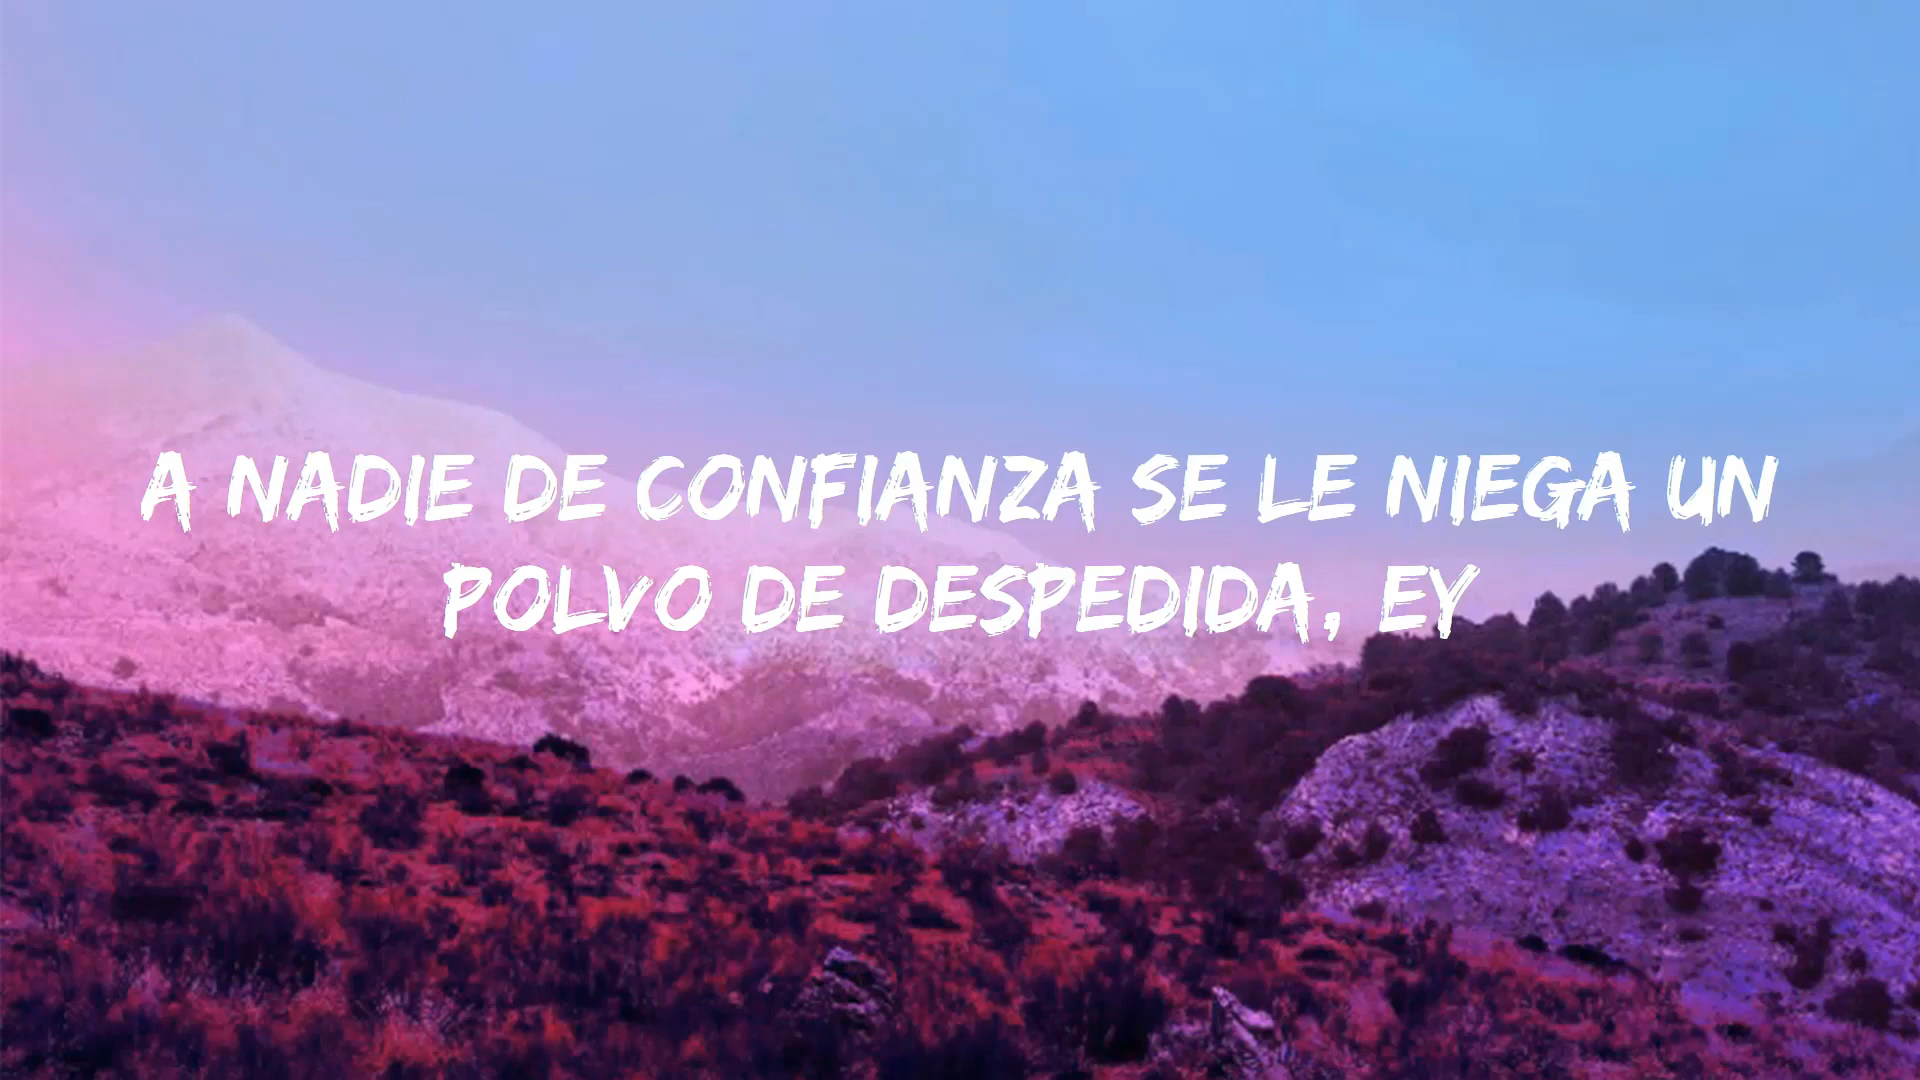 A NADIE DE CONFIANZA SE LE NIEGA UN
POLVO DE DESPEDIDA, EY